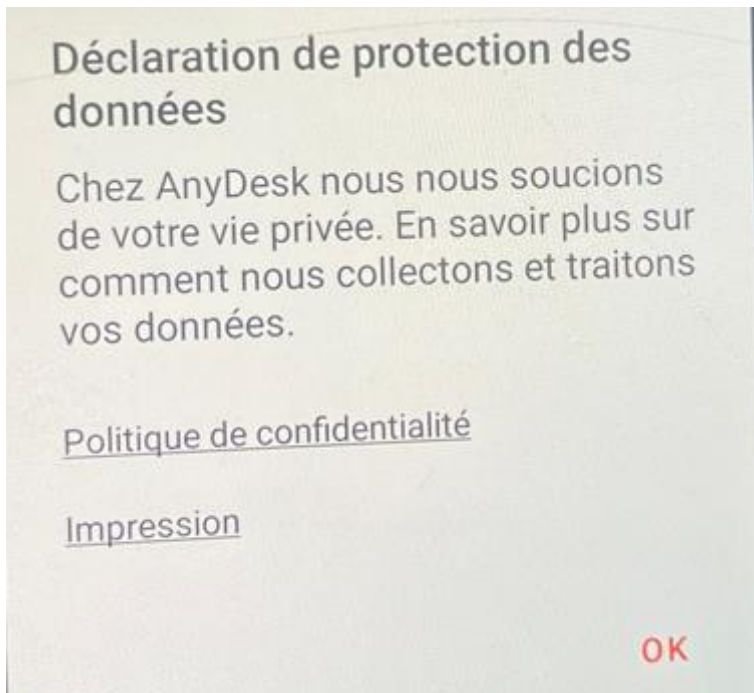 Déclaration de protection des
données
Chez AnyDesk nous nous soucions
de votre vie privée. En savoir plus sur
comment nous collectons et traitons
vos données.
Politique de confidentialité
Impression
OK